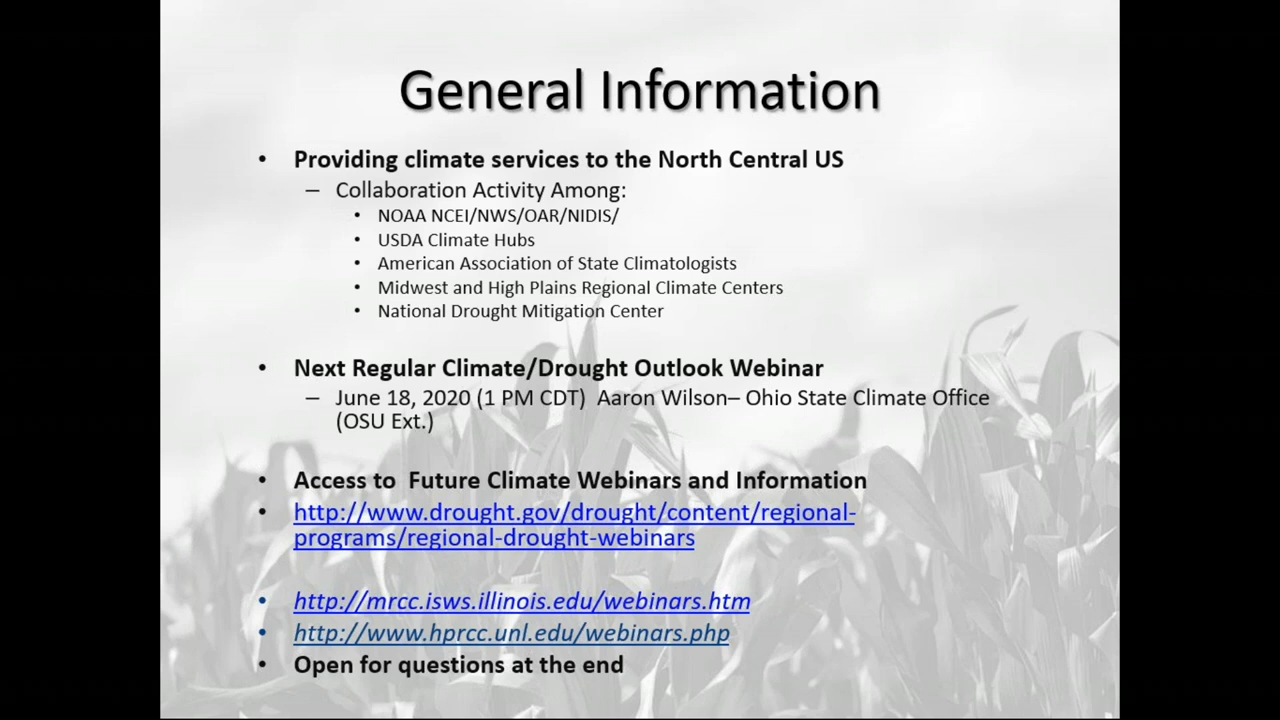 General Information
• Providing climate services to the North Central US
– Collaboration Activity Among:
• NOAA NCEI/NWS/OAR/NIDIS/
• USDA Climate Hubs
• American Association of State Climatologists
• Midwest and High Plains Regional Climate Centers
• National Drought Mitigation Center
• Next Regular Climate/Drought Outlook Webinar
– June 18, 2020 (1 PM CDT)  Aaron Wilson– Ohio State Climate Office
(OSU Ext.)
• Access to  Future Climate Webinars and Information
• http://www.drought.gov/drought/content/regional-
programs/regional-drought-webinars
• http://mrcc.isws.illinois.edu/webinars.htm
• http://www.hprcc.unl.edu/webinars.php
• Open for questions at the end